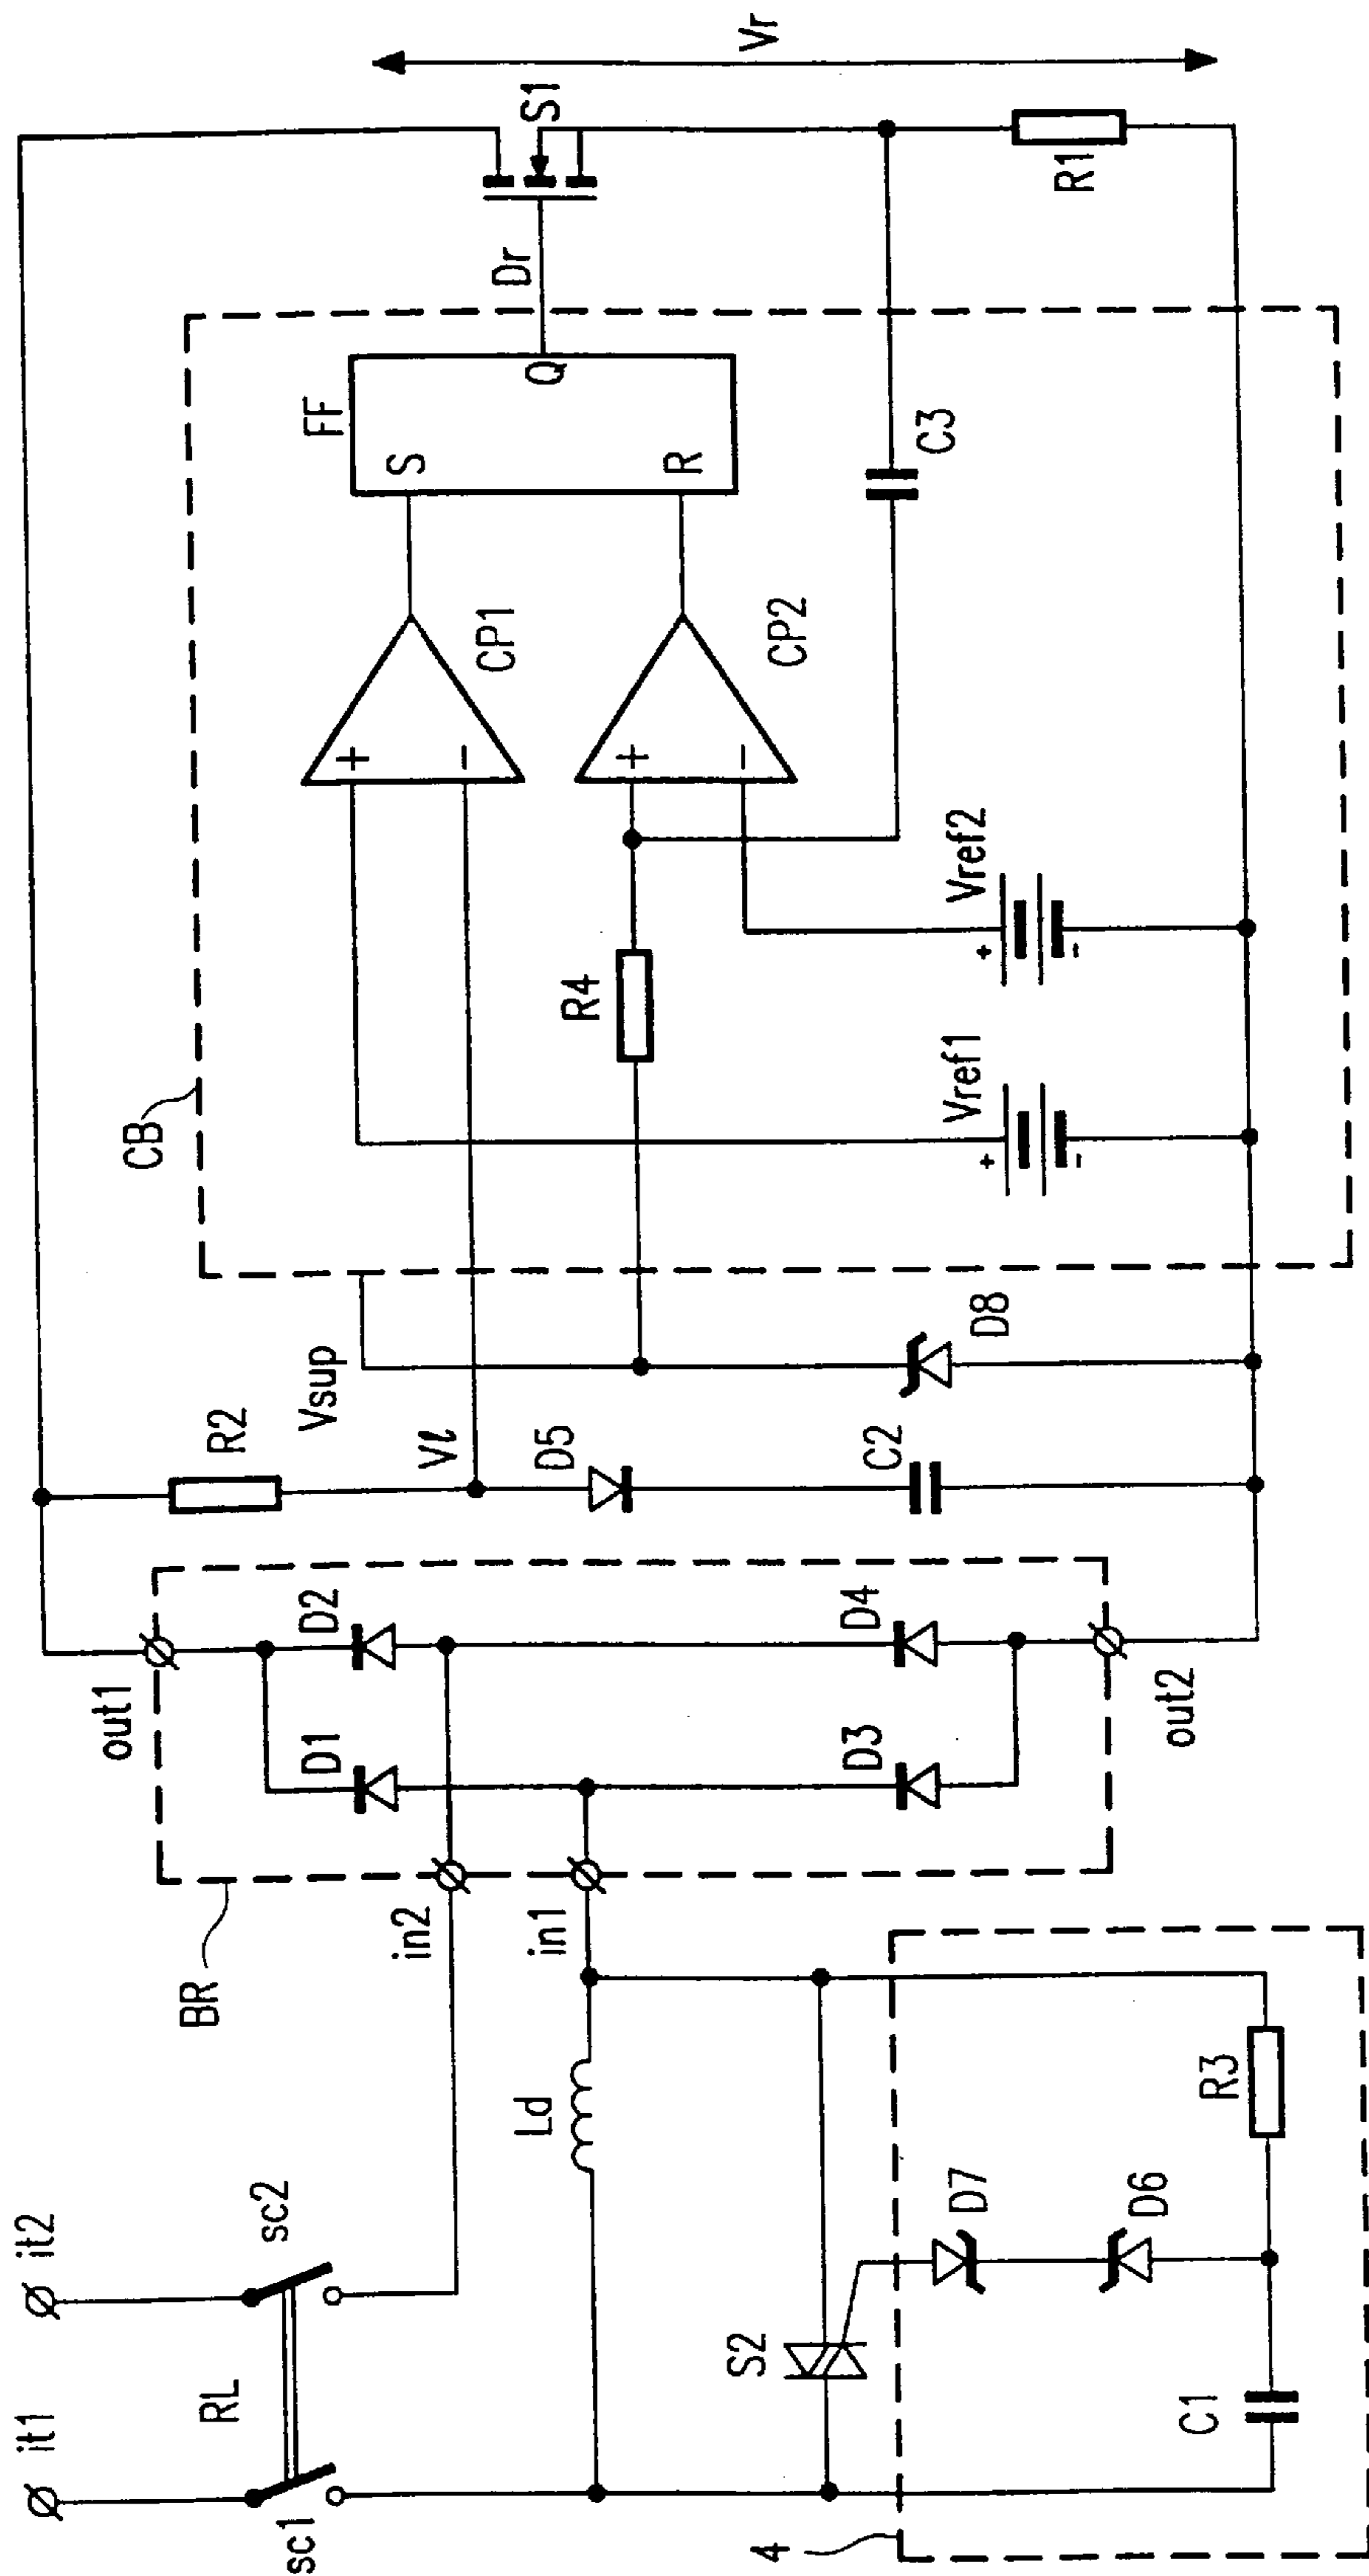 it1
it2
RL
sc1
sc2
4
S2
Ld
D7
D6
C1
R3
BR
in2
in1
out1
out2
D1
D2
D3
D4
R2
Vsup
Vℓ
D5
C2
D8
CB
R4
Vref1
+
-
Vref2
+
-
+
-
CP1
+
-
CP2
FF
S
R
Q
C3
Dr
S1
R1
Vr